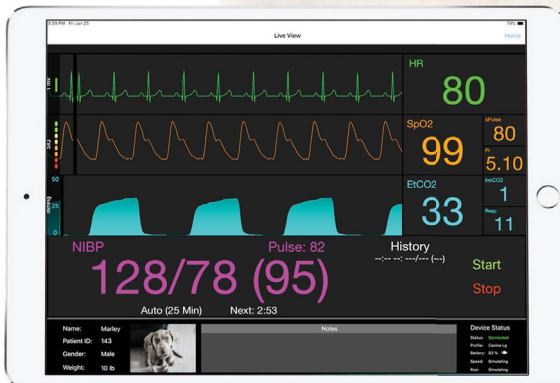 3:39 PM Fri Jan 25
79%
Live View
Home
HR
80
SpO2
99
sPulse
80
PI
5.10
50
mmHg
25
0
EtCO2
33
IncCO2
1
Resp
11
NIBP
Pulse: 82
128/78 (95)
Auto (25 Min)
Next: 2:53
History
--:-- --: ---/--- (--)
Start
Stop
Name: Marley
Patient ID: 143
Gender: Male
Weight: 10 lb
Notes
Device Status
Status: Connected
Profile: Canine Lg
Battery: 83 %
Speed: Simulating
Rosi: Simulating